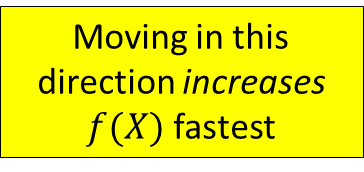 Moving in this
direction increases
f(X) fastest